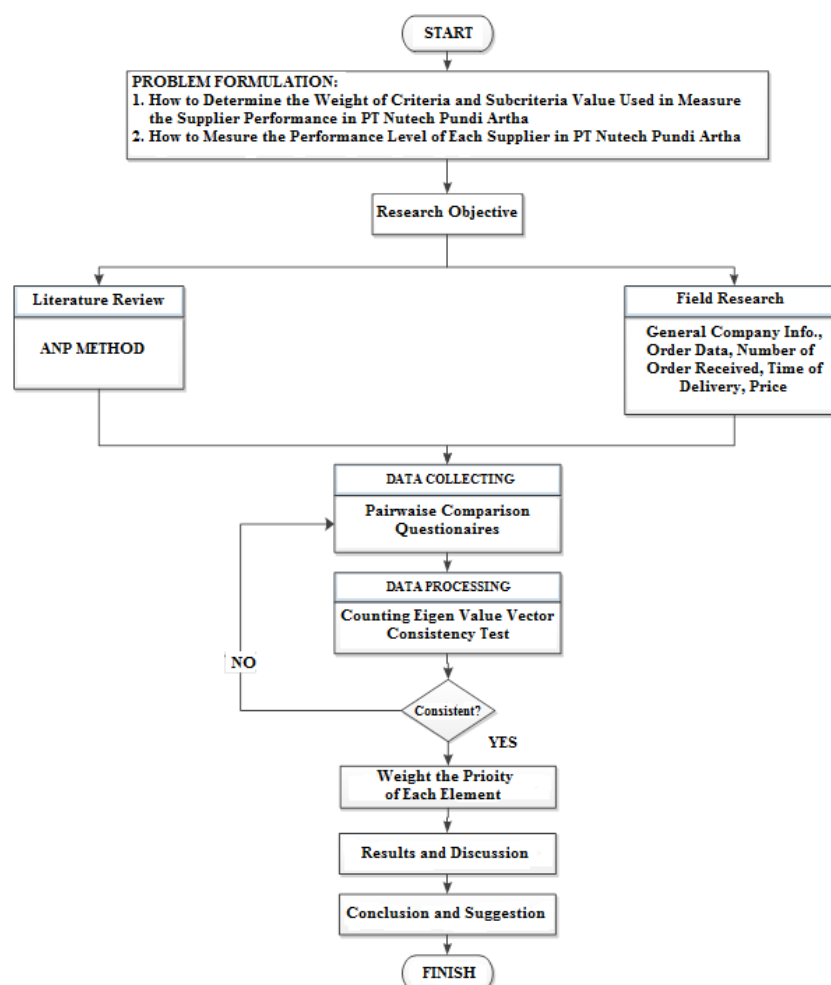 START
PROBLEM FORMULATION:
1. How to Determine the Weight of Criteria and Subcriteria Value Used in Measure
the Supplier Performance in PT Nutech Pundi Artha
2. How to Mesure the Performance Level of Each Supplier in PT Nutech Pundi Artha
Research Objective
Literature Review
ANP METHOD
Field Research
General Company Info.,
Order Data, Number of
Order Received, Time of
Delivery, Price
DATA COLLECTING
Pairwaise Comparison
Questionaires
DATA PROCESSING
Counting Eigen Value Vector
Consistency Test
NO
Consistent?
YES
Weight the Prioity
of Each Element
Results and Discussion
Conclusion and Suggestion
FINISH